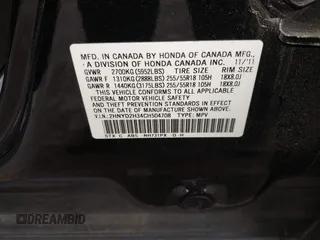 MFD. IN CANADA BY HONDA OF CANADA MFG.,
A DIVISION OF HONDA CANADA INC. 11/'11
GVWR 2700KG (5952LBS) TIRE SIZE RIM SIZE
GAWR F 1310KG (2888LBS) 255/55R18 105H 18X8.0J
GAWR R 1440KG (3175LBS) 255/55R18 105H 18X8.0J
THIS VEHICLE CONFORMS TO ALL APPLICABLE
FEDERAL MOTOR VEHICLE SAFETY AND THEFT PREVENTION
STANDARDS IN EFFECT ON THE DATE OF MANUFACTURE SHOWN ABOVE.
V.I.N.: 2HNYD2H34CH504708 TYPE: MPV
STX C ABS NH731PX D H
DREAMBID